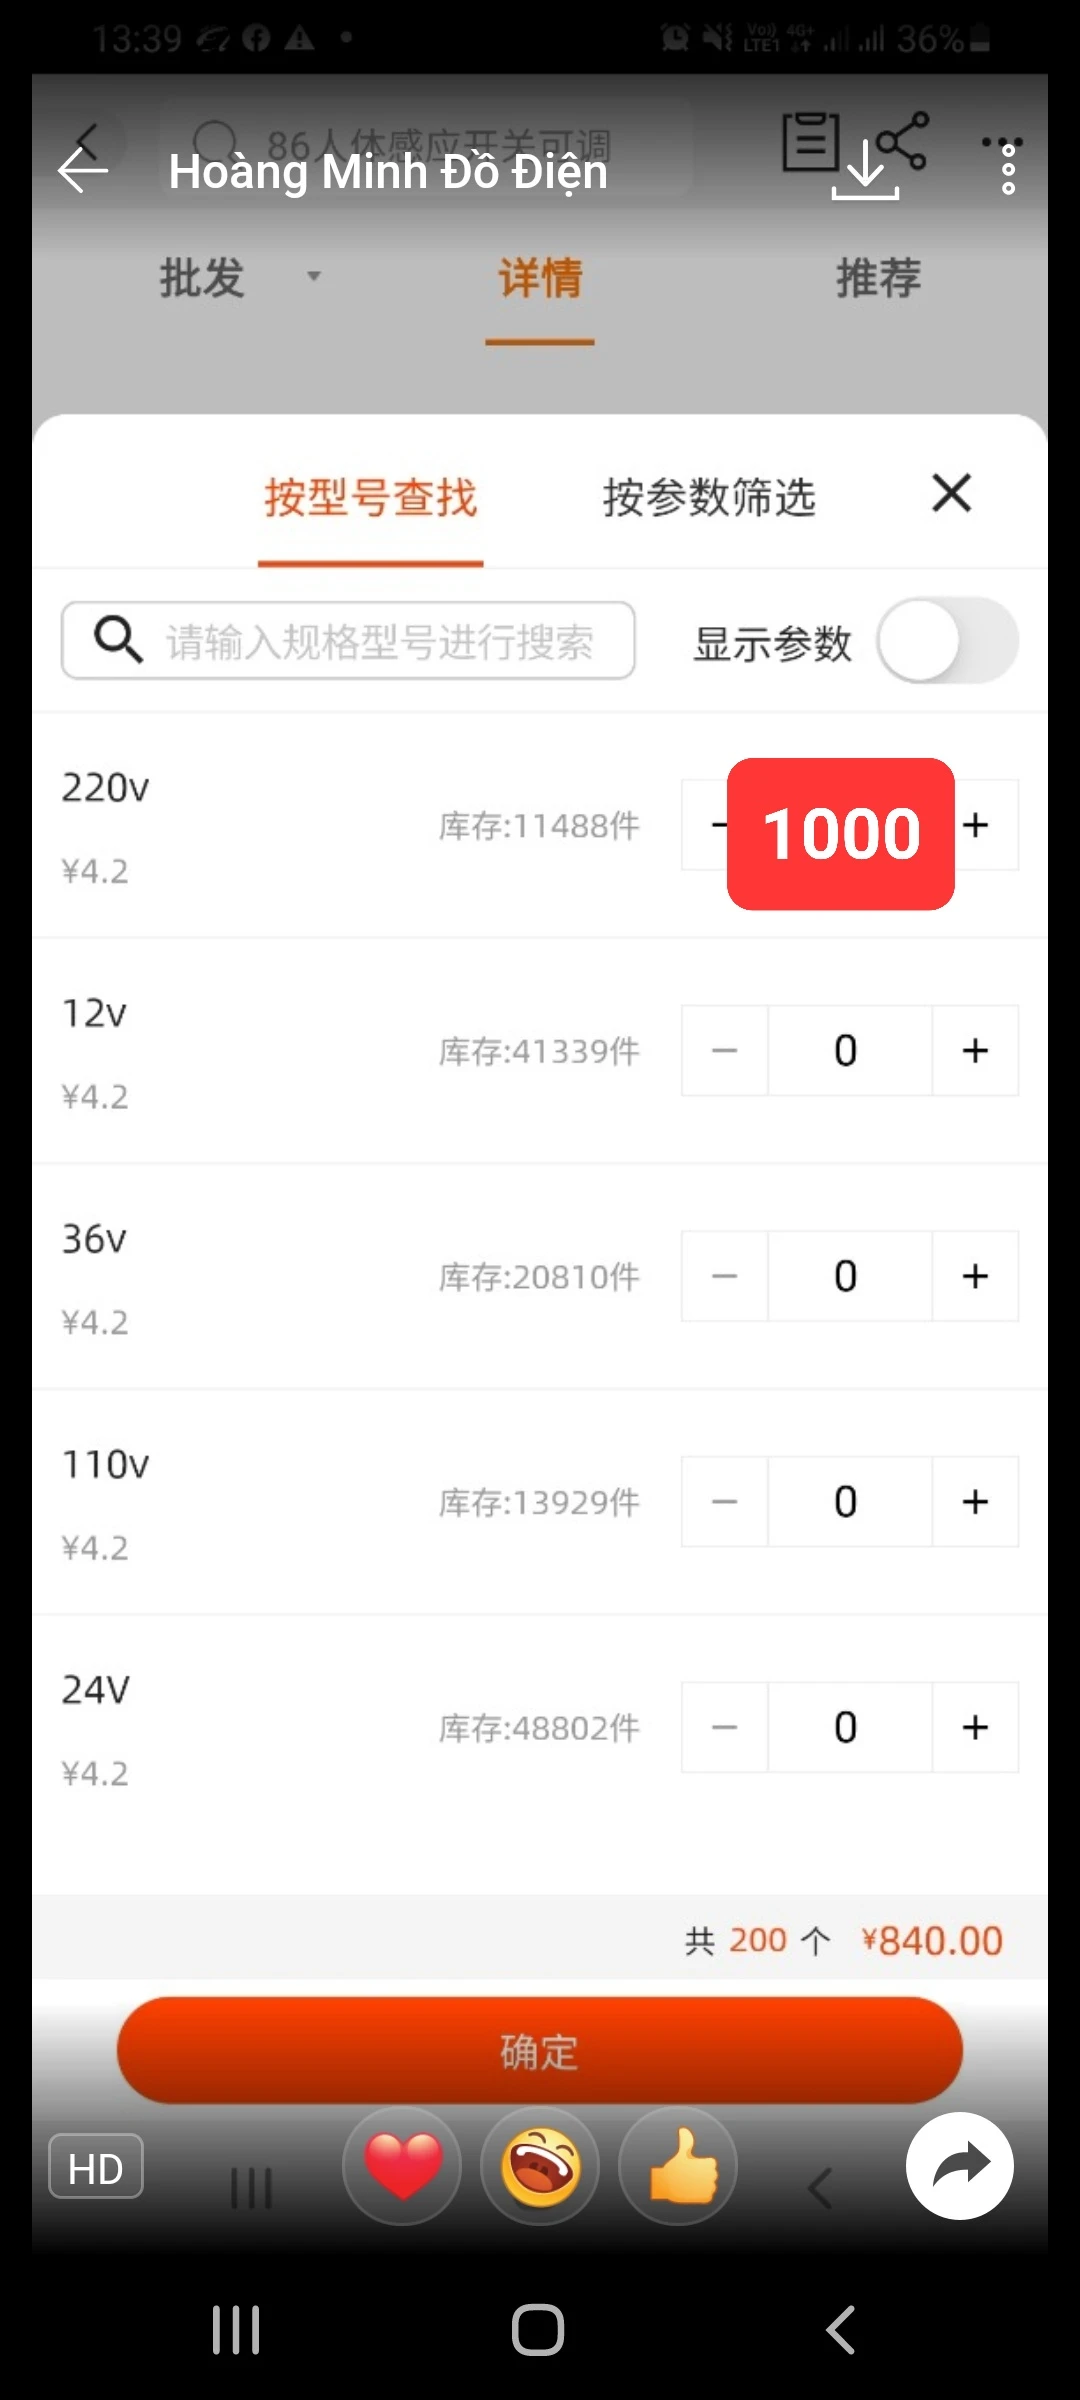 13:39 Vo)) LTE1 4G+ 36%
86人体感应开关可调
Hoàng Minh Đồ Điện
批发 详情 推荐
按型号查找 按参数筛选
请输入规格型号进行搜索 显示参数
220v
库存:11488件 - 1000 +
¥4.2
12v
库存:41339件 - 0 +
¥4.2
36v
库存:20810件 - 0 +
¥4.2
110v
库存:13929件 - 0 +
¥4.2
24V
库存:48802件 - 0 +
¥4.2
共 200 个 ¥840.00
确定
HD